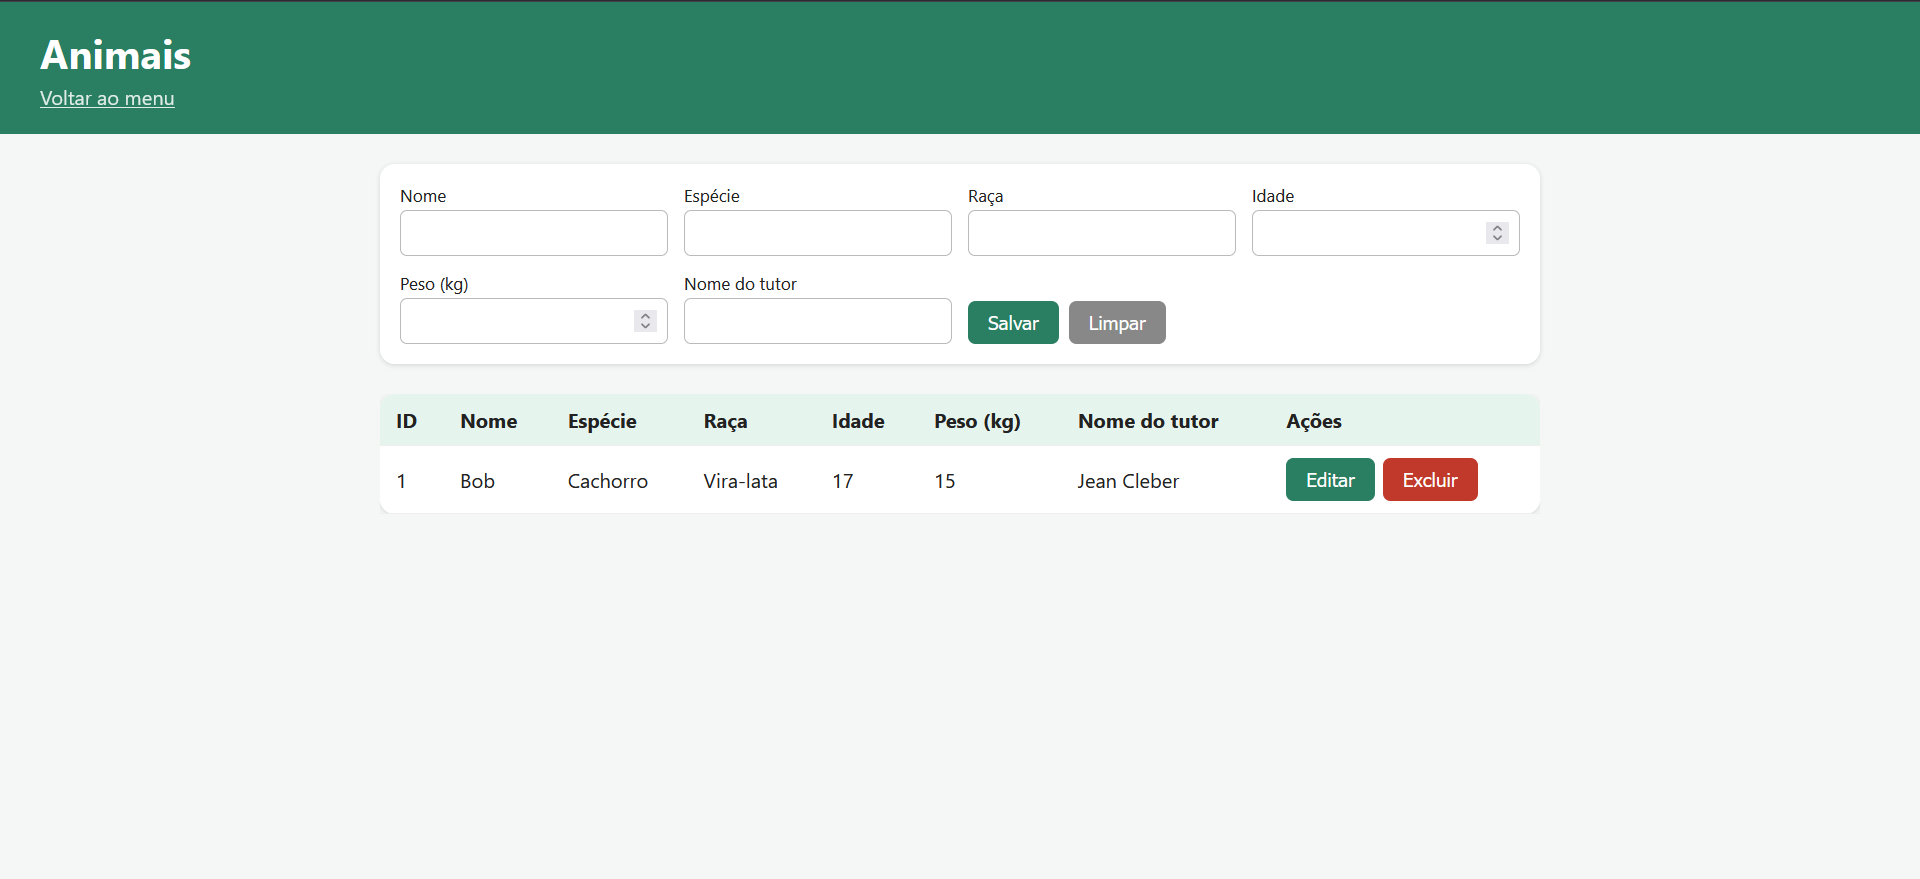 Animais
Voltar ao menu
Nome Espécie Raça Idade
Peso (kg) Nome do tutor
Salvar Limpar
ID Nome Espécie Raça Idade Peso (kg) Nome do tutor Ações
1 Bob Cachorro Vira-lata 17 15 Jean Cleber Editar Excluir